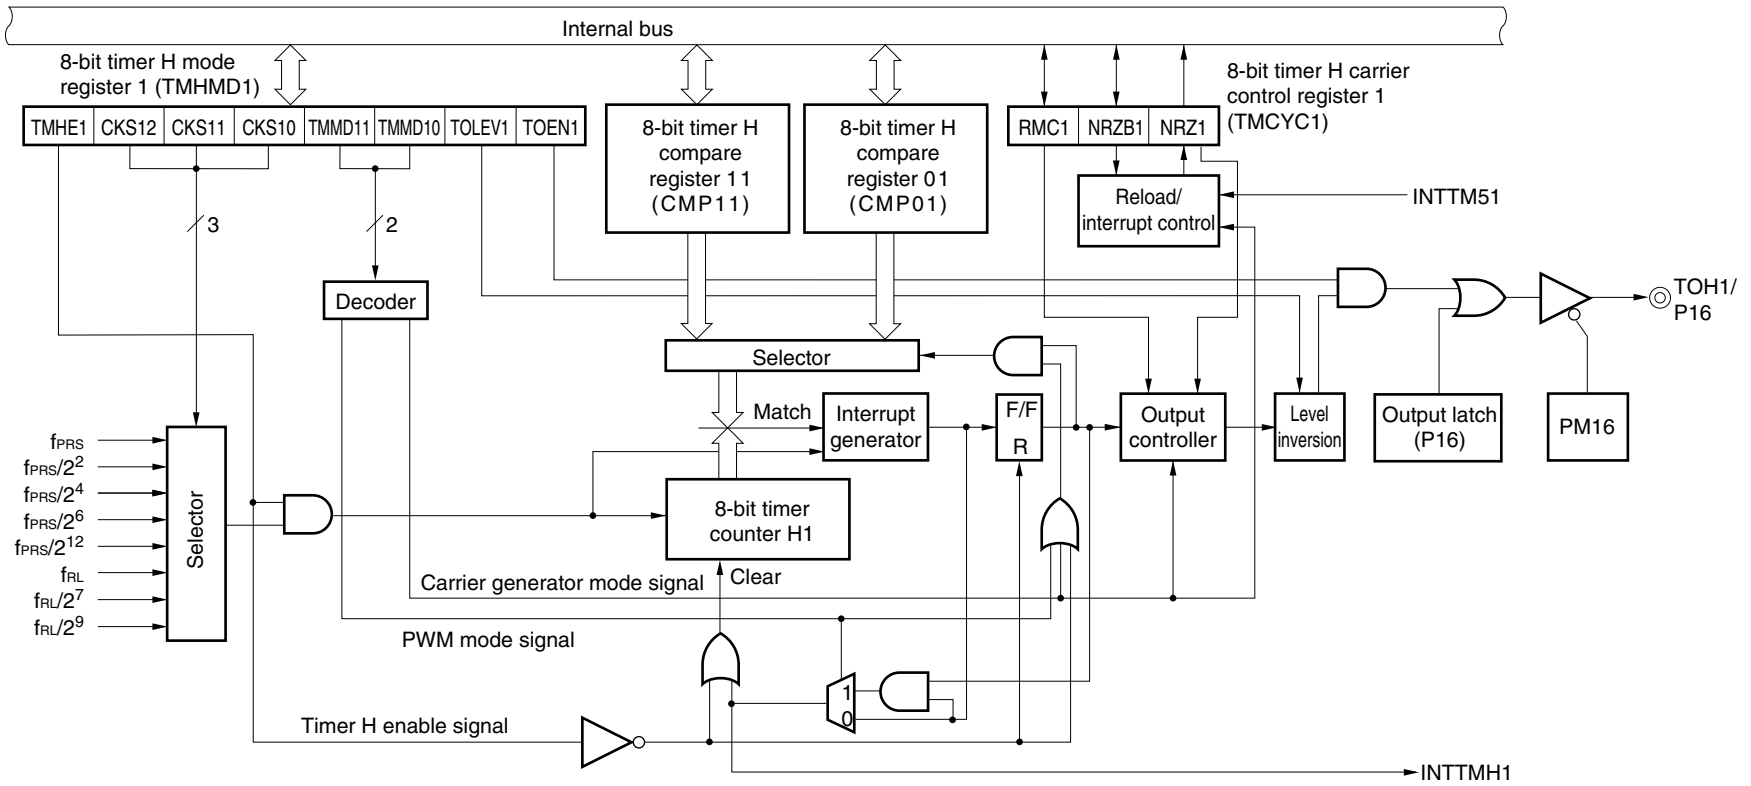 Internal bus
8-bit timer H mode
register 1 (TMHMD1)
8-bit timer H carrier
control register 1
(TMCYC1)
TMHE1 CKS12 CKS11 CKS10 TMMD11 TMMD10 TOLEV1 TOEN1
8-bit timer H
compare
register 11
(CMP11)
8-bit timer H
compare
register 01
(CMP01)
RMC1 NRZB1 NRZ1
Reload/
interrupt control
INTTM51
3
2
Decoder
TOH1/
P16
Selector
Match
Interrupt
generator
F/F
R
Output
controller
Level
inversion
Output latch
(P16)
PM16
fPRS
fPRS/2²
fPRS/2⁴
fPRS/2⁶
fPRS/2¹²
fRL
fRL/2⁷
fRL/2⁹
Selector
8-bit timer
counter H1
Carrier generator mode signal
Clear
PWM mode signal
1
0
Timer H enable signal
INTTMH1